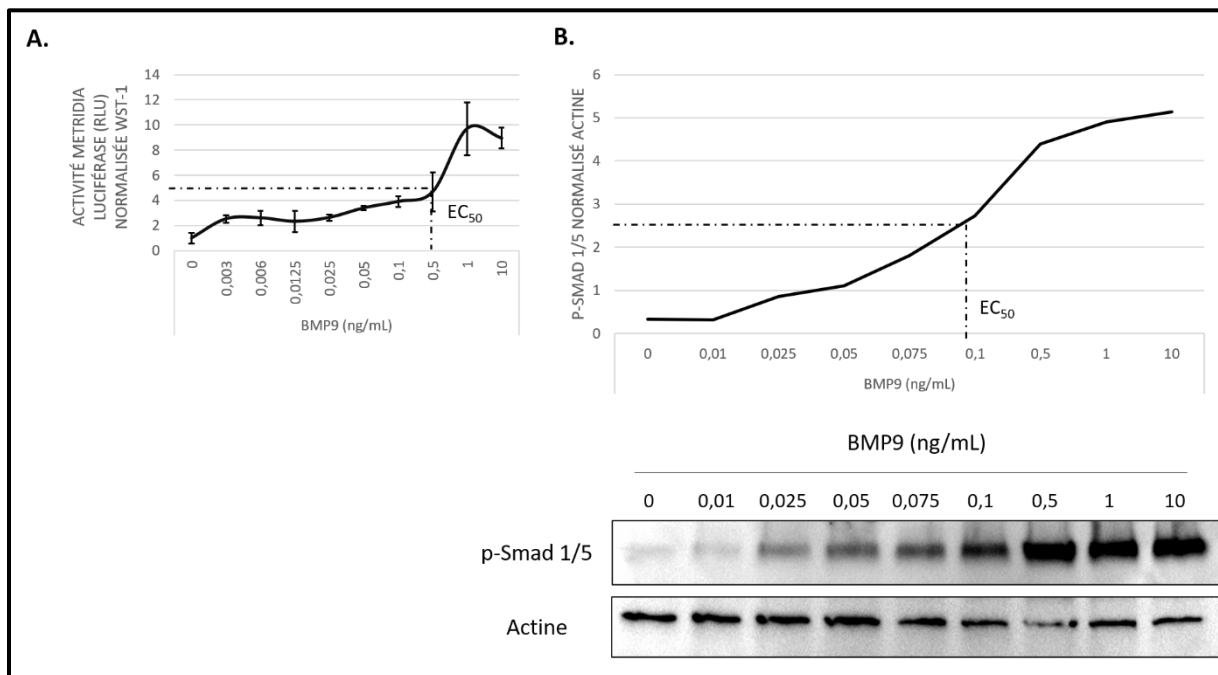 A.
ACTIVITÉ METRIDIA
LUCIFÉRASE (RLU)
NORMALISÉE WST-1
14
12
10
8
6
4
2
0
EC50
0
0,003
0,006
0,0125
0,025
0,05
0,1
0,5
1
10
BMP9 (ng/mL)
B.
P-SMAD 1/5 NORMALISÉ ACTINE
6
5
4
3
2
1
0
EC50
0 0,01 0,025 0,05 0,075 0,1 0,5 1 10
BMP9 (ng/mL)
BMP9 (ng/mL)
0 0,01 0,025 0,05 0,075 0,1 0,5 1 10
p-Smad 1/5
Actine